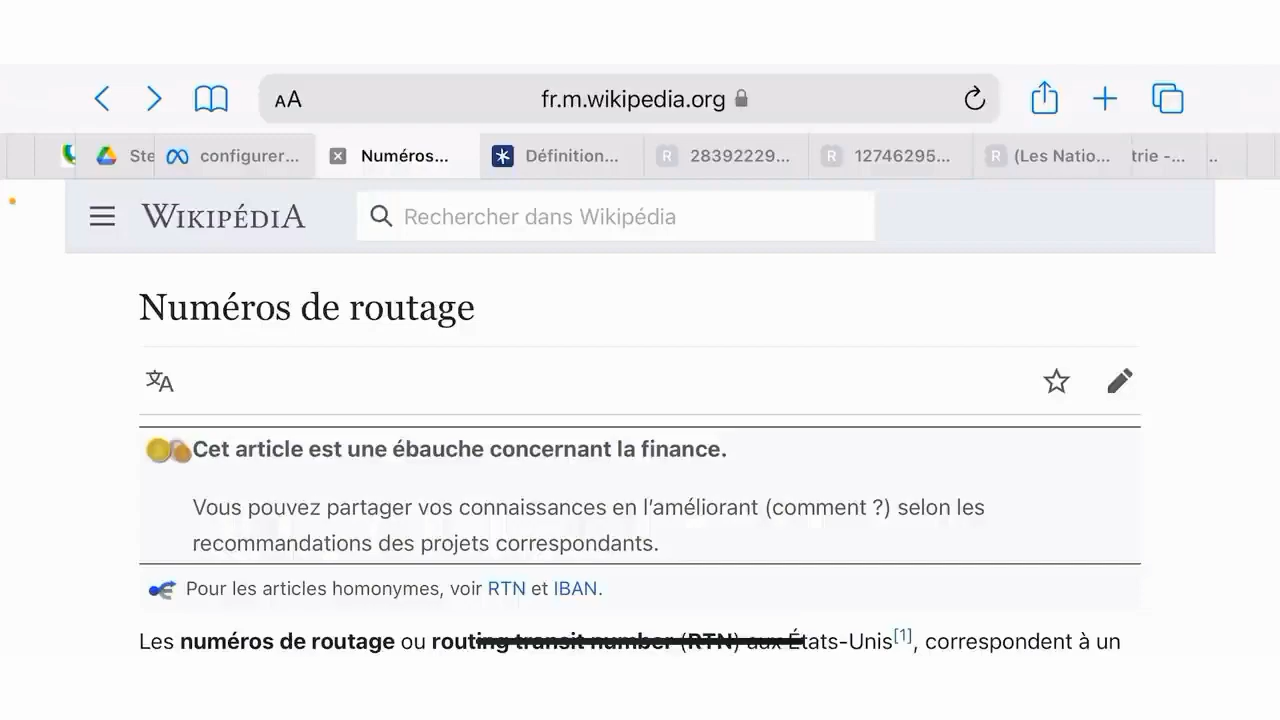 AA fr.m.wikipedia.org
Ste configurer... Numéros... Définition... 28392229... 12746295... (Les Natio... trie -... ..
WIKIPÉDIA Rechercher dans Wikipédia
Numéros de routage
Cet article est une ébauche concernant la finance.
Vous pouvez partager vos connaissances en l’améliorant (comment ?) selon les
recommandations des projets correspondants.
Pour les articles homonymes, voir RTN et IBAN.
Les numéros de routage ou routing transit number (RTN) aux États-Unis[1], correspondent à un